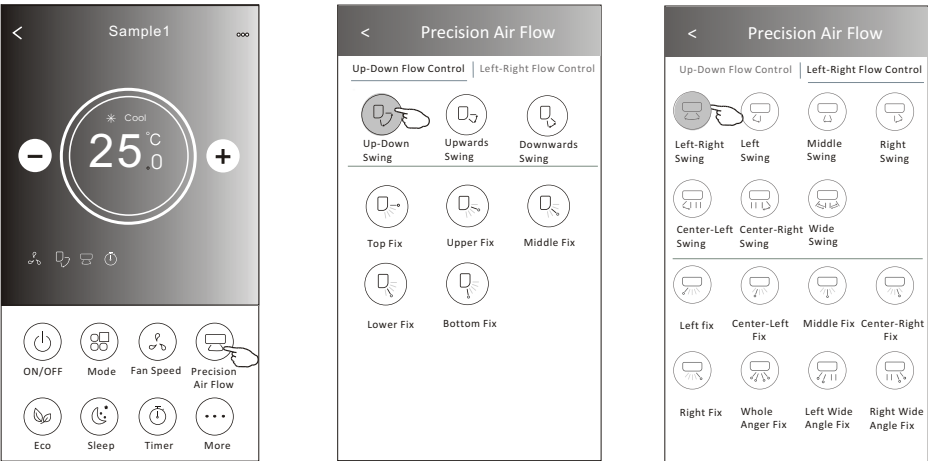 <
Sample1
Cool
25.0
°C
−
+
ON/OFF
Mode
Fan Speed
Precision
Air Flow
Eco
Sleep
Timer
More
<
Precision Air Flow
Up-Down Flow Control
Left-Right Flow Control
Up-Down
Swing
Upwards
Swing
Downwards
Swing
Top Fix
Upper Fix
Middle Fix
Lower Fix
Bottom Fix
<
Precision Air Flow
Up-Down Flow Control
Left-Right Flow Control
Left-Right
Swing
Left
Swing
Middle
Swing
Right
Swing
Center-Left
Swing
Center-Right
Swing
Wide
Swing
Left fix
Center-Left
Fix
Middle Fix
Center-Right
Fix
Right Fix
Whole
Anger Fix
Left Wide
Angle Fix
Right Wide
Angle Fix